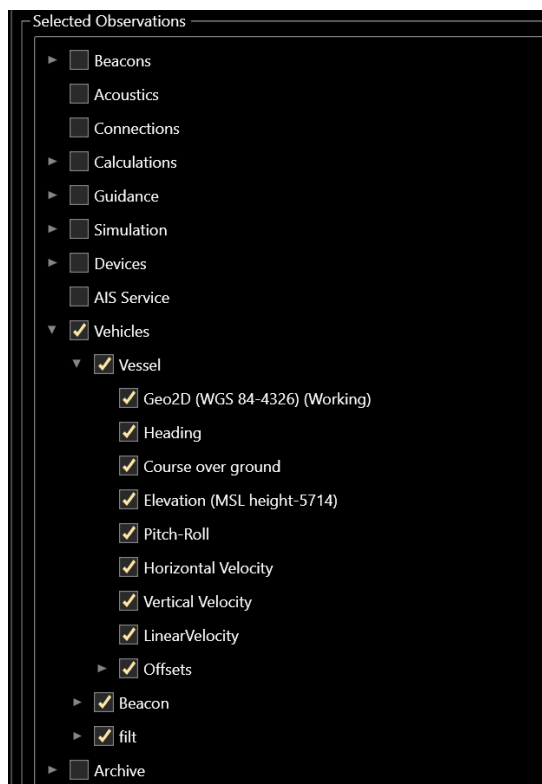 Selected Observations
Beacons
Acoustics
Connections
Calculations
Guidance
Simulation
Devices
AIS Service
Vehicles
Vessel
Geo2D (WGS 84-4326) (Working)
Heading
Course over ground
Elevation (MSL height-5714)
Pitch-Roll
Horizontal Velocity
Vertical Velocity
LinearVelocity
Offsets
Beacon
filt
Archive